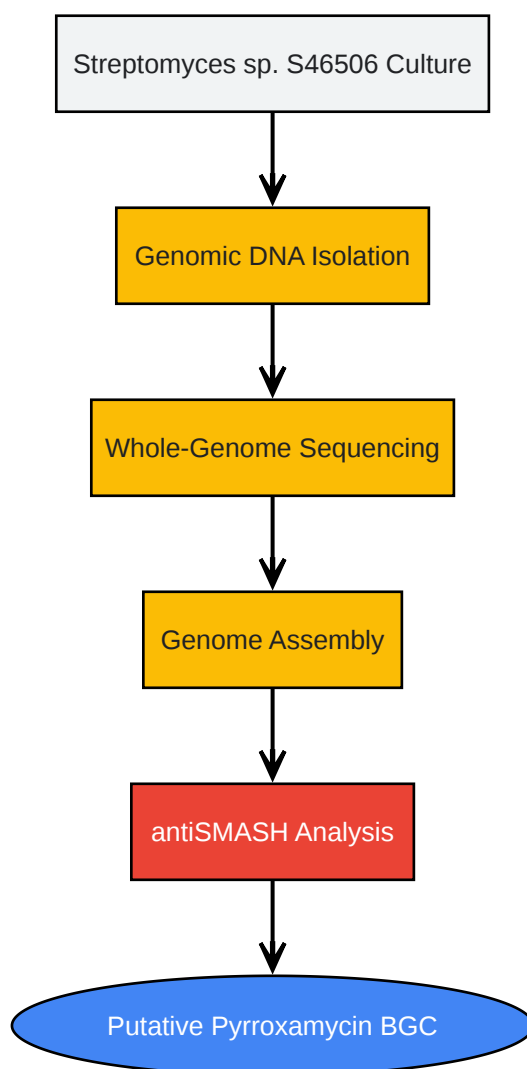 Streptomyces sp. S46506 Culture
Genomic DNA Isolation
Whole-Genome Sequencing
Genome Assembly
antiSMASH Analysis
Putative Pyrroxamycin BGC